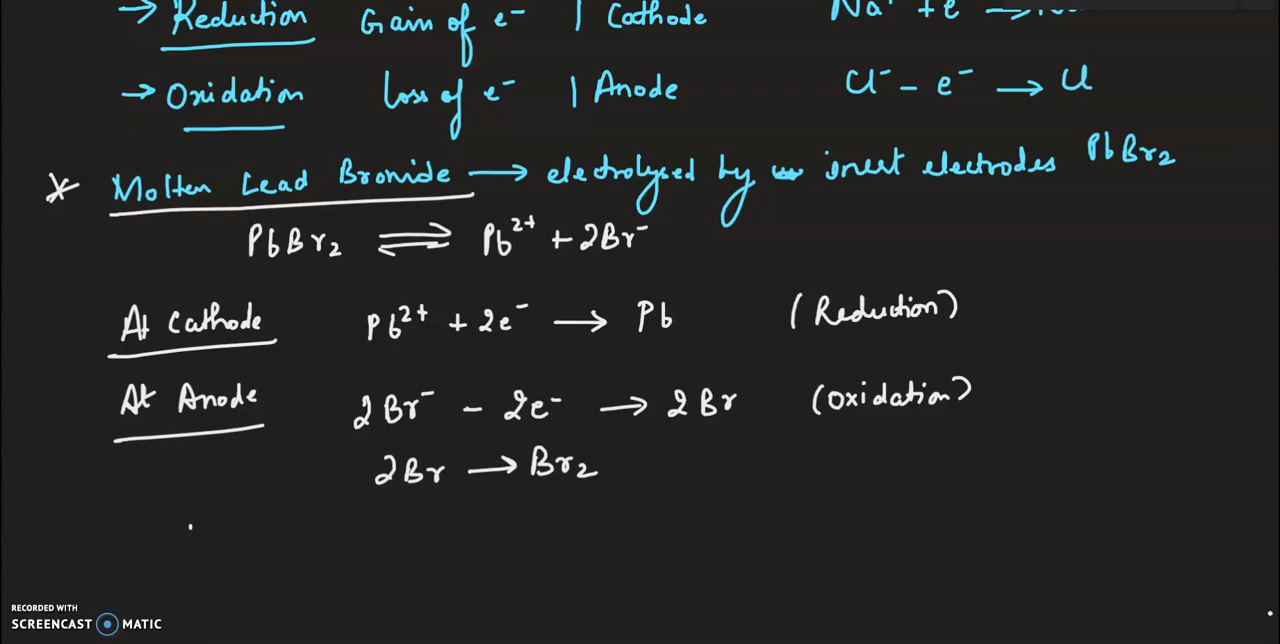 → Reduction Gain of e⁻ | Cathode Na⁺ + e⁻ →
→ Oxidation loss of e⁻ | Anode Cl⁻ - e⁻ → Cl
* Molten Lead Bromide → electrolysed by inert electrodes PbBr₂
PbBr₂ ⇌ Pb²⁺ + 2Br⁻
At Cathode Pb²⁺ + 2e⁻ → Pb (Reduction)
At Anode 2Br⁻ - 2e⁻ → 2Br (Oxidation)
2Br → Br₂
RECORDED WITH
SCREENCAST MATIC